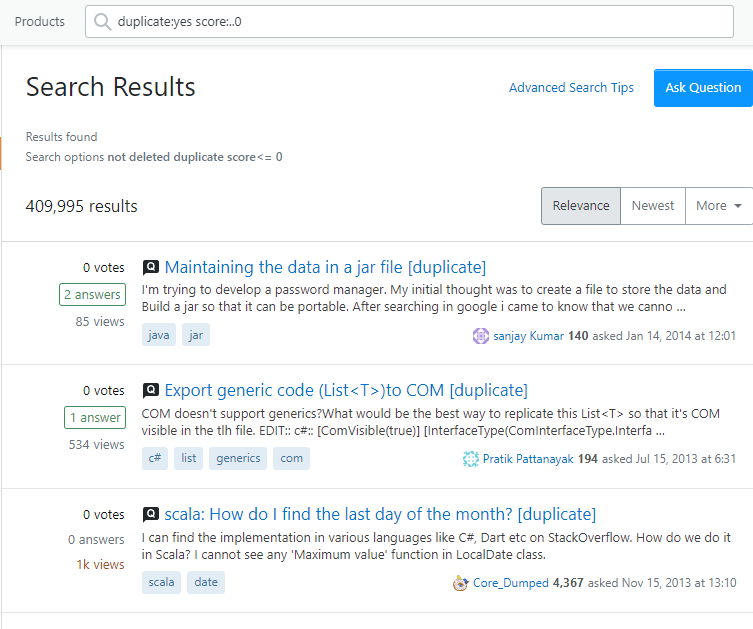 Products
duplicate:yes score:..0
Search Results
Advanced Search Tips
Ask Question
Results found
Search options not deleted duplicate score<= 0
409,995 results
Relevance
Newest
More
0 votes
2 answers
85 views
Q
Maintaining the data in a jar file [duplicate]
I'm trying to develop a password manager. My initial thought was to create a file to store the data and
Build a jar so that it can be portable. After searching in google i came to know that we canno ...
java
jar
sanjay Kumar 140 asked Jan 14, 2014 at 12:01
0 votes
1 answer
534 views
Q
Export generic code (List<T>)to COM [duplicate]
COM doesn't support generics?What would be the best way to replicate this List<T> so that it's COM
visible in the tlh file. EDIT:: c#:: [ComVisible(true)] [InterfaceType(ComInterfaceType.Interfa ...
c#
list
generics
com
Pratik Pattanayak 194 asked Jul 15, 2013 at 6:31
0 votes
0 answers
1k views
Q
scala: How do I find the last day of the month? [duplicate]
I can find the implementation in various languages like C#, Dart etc on StackOverflow. How do we do it
in Scala? I cannot see any 'Maximum value' function in LocalDate class.
scala
date
Core_Dumped 4,367 asked Nov 15, 2013 at 13:10